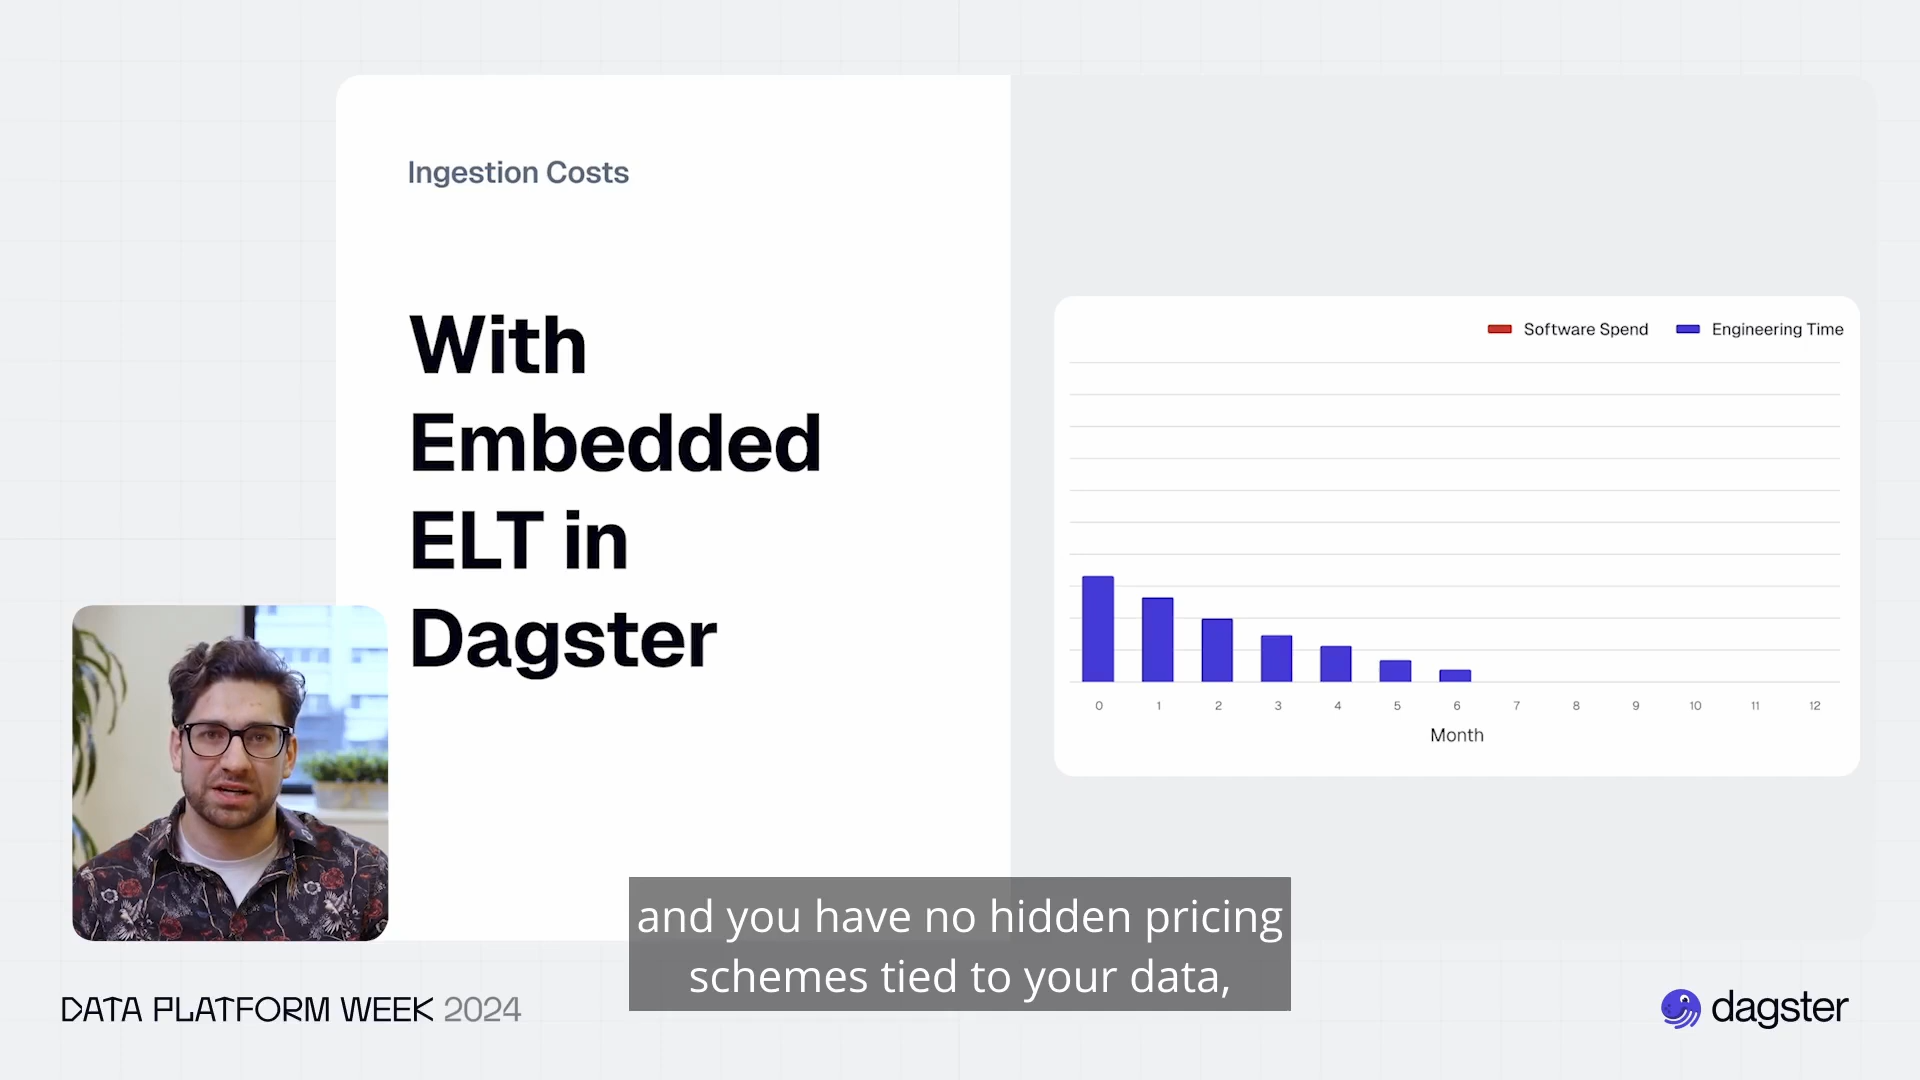 Ingestion Costs
With
Embedded
ELT in
Dagster
Software Spend
Engineering Time
0 1 2 3 4 5 6 7 8 9 10 11 12
Month
and you have no hidden pricing
schemes tied to your data,
DATA PLATFORM WEEK 2024
dagster